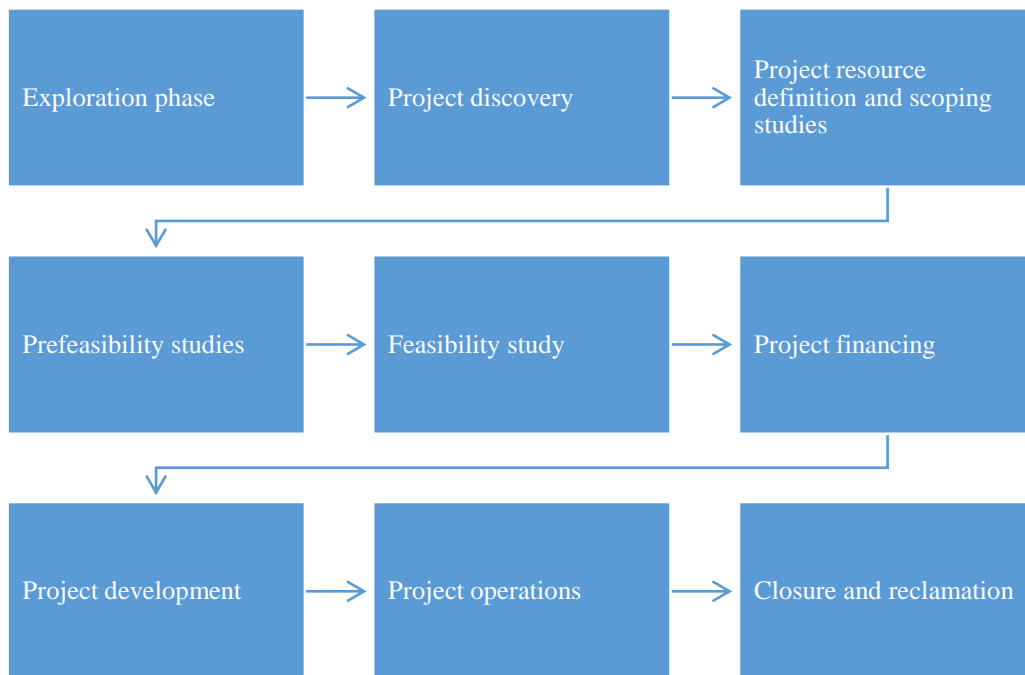 Exploration phase
Project discovery
Project resource
definition and scoping
studies
Prefeasibility studies
Feasibility study
Project financing
Project development
Project operations
Closure and reclamation